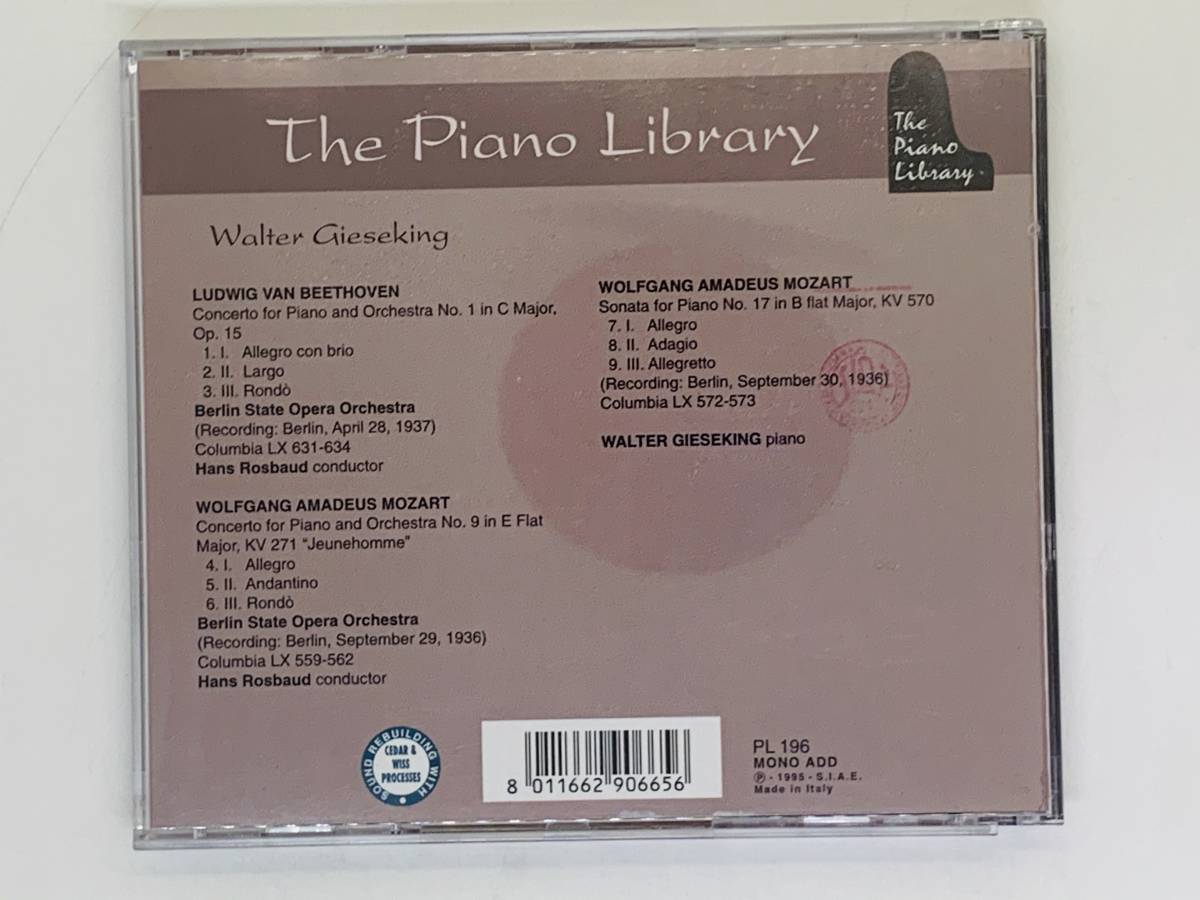 The Piano Library
The
Piano
Library
Walter Gieseking
LUDWIG VAN BEETHOVEN
Concerto for Piano and Orchestra No. 1 in C Major,
Op. 15
1. I. Allegro con brio
2. II. Largo
3. III. Rondò
Berlin State Opera Orchestra
(Recording: Berlin, April 28, 1937)
Columbia LX 631-634
Hans Rosbaud conductor
WOLFGANG AMADEUS MOZART
Concerto for Piano and Orchestra No. 9 in E Flat
Major, KV 271 "Jeunehomme"
4. I. Allegro
5. II. Andantino
6. III. Rondò
Berlin State Opera Orchestra
(Recording: Berlin, September 29, 1936)
Columbia LX 559-562
Hans Rosbaud conductor
WOLFGANG AMADEUS MOZART
Sonata for Piano No. 17 in B flat Major, KV 570
7. I. Allegro
8. II. Adagio
9. III. Allegretto
(Recording: Berlin, September 30, 1936)
Columbia LX 572-573
WALTER GIESEKING piano
SOUND REBUILDING WITH
CEDAR &
WISS
PROCESSES
8 011662 906656
PL 196
MONO ADD
℗ - 1995 - S.I.A.E.
Made in Italy